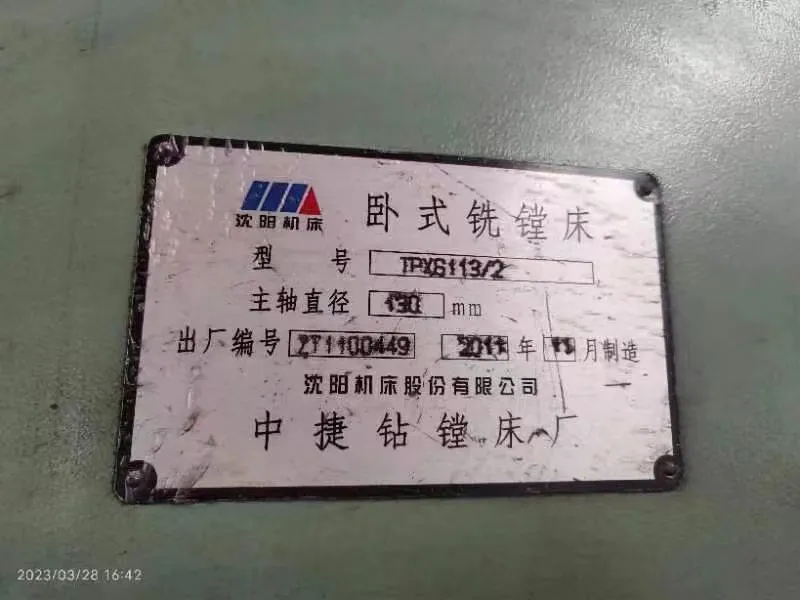 沈阳机床
卧式铣镗床
型 号 TPX6113/2
主轴直径 130 mm
出厂编号 ZT1100449 2011 年 11 月制造
沈阳机床股份有限公司
中捷钻镗床厂
2023/03/28 16:42